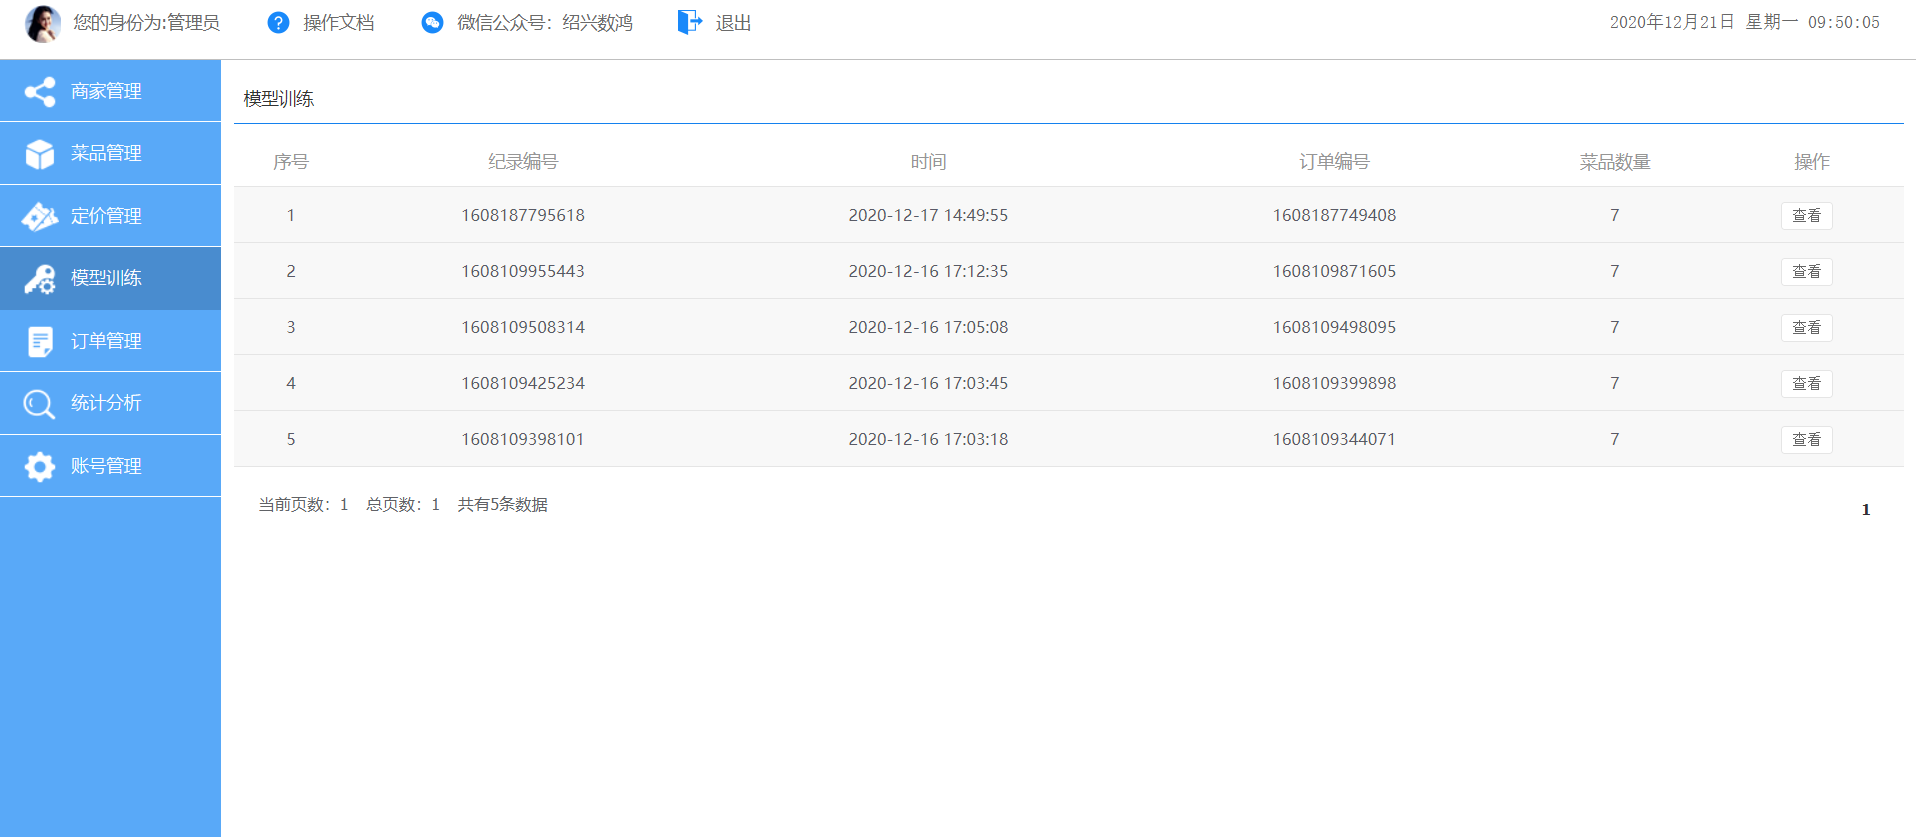 您的身份为:管理员 操作文档 微信公众号：绍兴数鸿 退出 2020年12月21日 星期一 09:50:05
商家管理
菜品管理
定价管理
模型训练
订单管理
统计分析
账号管理
模型训练
序号 纪录编号 时间 订单编号 菜品数量 操作
1 1608187795618 2020-12-17 14:49:55 1608187749408 7 查看
2 1608109955443 2020-12-16 17:12:35 1608109871605 7 查看
3 1608109508314 2020-12-16 17:05:08 1608109498095 7 查看
4 1608109425234 2020-12-16 17:03:45 1608109399898 7 查看
5 1608109398101 2020-12-16 17:03:18 1608109344071 7 查看
当前页数：1 总页数：1 共有5条数据 1